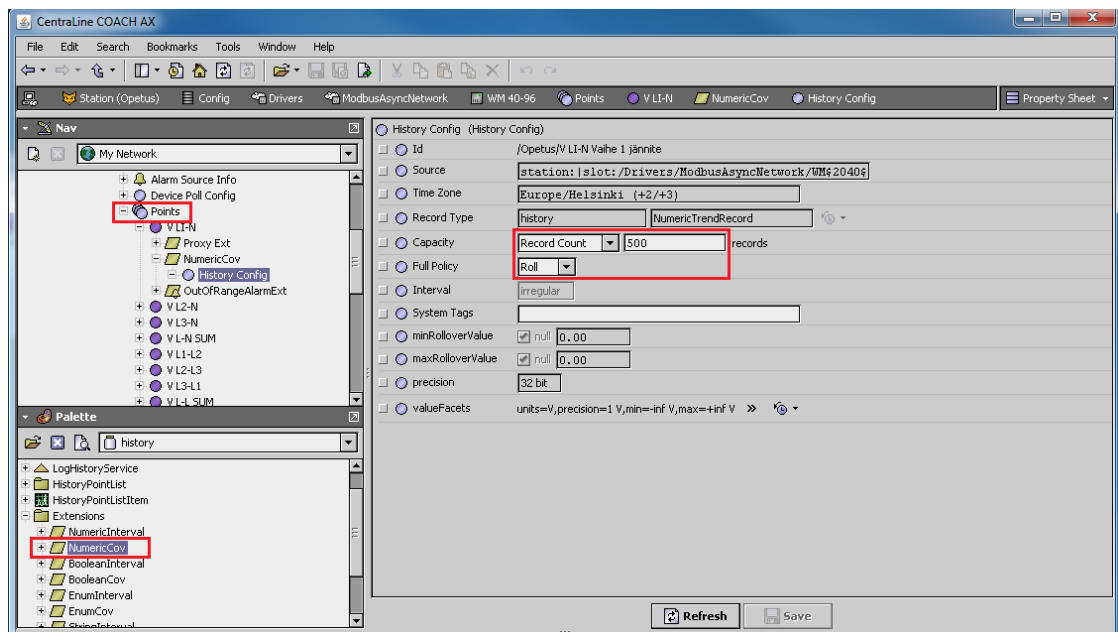 CentraLine COACH AX
File Edit Search Bookmarks Tools Window Help
Station (Opetus) Config Drivers ModbusAsyncNetwork WM 40-96 Points V LI-N NumericCov History Config Property Sheet
Nav
My Network
Alarm Source Info
Device Poll Config
Points
V LI-N
Proxy Ext
NumericCov
History Config
OutOfRangeAlarmExt
V L2-N
V L3-N
V L-N SUM
V L1-L2
V L2-L3
V L3-L1
V L-L SUM
Palette
history
LogHistoryService
HistoryPointList
HistoryPointListItem
Extensions
NumericInterval
NumericCov
BooleanInterval
BooleanCov
EnumInterval
EnumCov
StringInterval
History Config (History Config)
Id /Opetus/V LI-N Vaihe 1 jännite
Source station:|slot:/Drivers/ModbusAsyncNetwork/WM$2040$
Time Zone Europe/Helsinki (+2/+3)
Record Type history NumericTrendRecord
Capacity Record Count 500 records
Full Policy Roll
Interval irregular
System Tags
minRolloverValue null 0.00
maxRolloverValue null 0.00
precision 32 bit
valueFacets units=V,precision=1 V,min=-inf V,max=+inf V »
Refresh Save